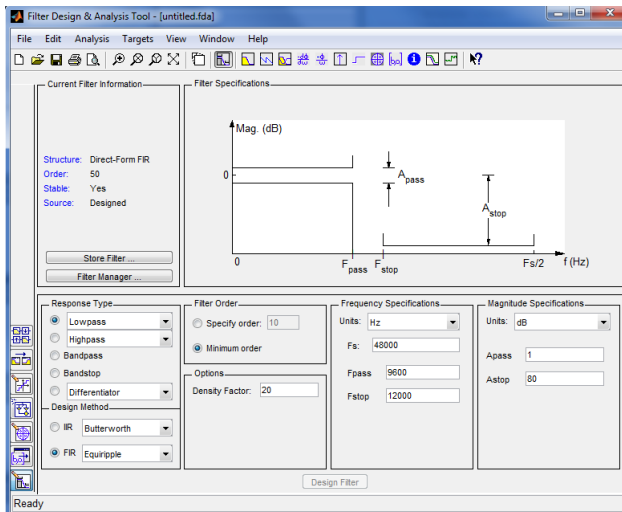 Filter Design & Analysis Tool - [untitled.fda]
File Edit Analysis Targets View Window Help
Current Filter Information
Structure: Direct-Form FIR
Order: 50
Stable: Yes
Source: Designed
Store Filter ...
Filter Manager ...
Filter Specifications
Mag. (dB)
0
A pass
A stop
0
F pass
F stop
Fs/2
f (Hz)
Response Type
Lowpass
Highpass
Bandpass
Bandstop
Differentiator
Design Method
IIR Butterworth
FIR Equiripple
Filter Order
Specify order: 10
Minimum order
Options
Density Factor: 20
Frequency Specifications
Units: Hz
Fs: 48000
Fpass 9600
Fstop 12000
Magnitude Specifications
Units: dB
Apass 1
Astop 80
Design Filter
Ready